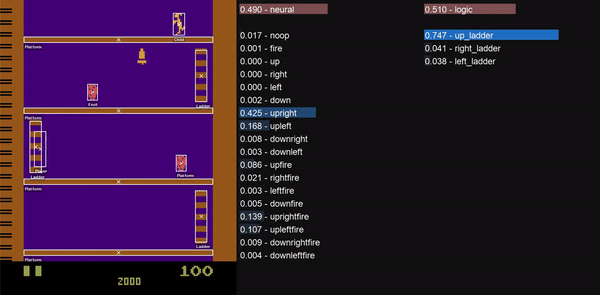 0.490 - neural
0.510 - logic
0.017 - noop
0.001 - fire
0.000 - up
0.000 - right
0.000 - left
0.002 - down
0.425 - upright
0.168 - upleft
0.008 - downright
0.003 - downleft
0.086 - upfire
0.021 - rightfire
0.003 - leftfire
0.005 - downfire
0.139 - uprightfire
0.107 - upleftfire
0.009 - downrightfire
0.004 - downleftfire
0.747 - up_ladder
0.041 - right_ladder
0.038 - left_ladder
Child
Platform
Fruit
Ladder
Platform
Ladder
Platform
Platform
Ladder
Platform
100
2000